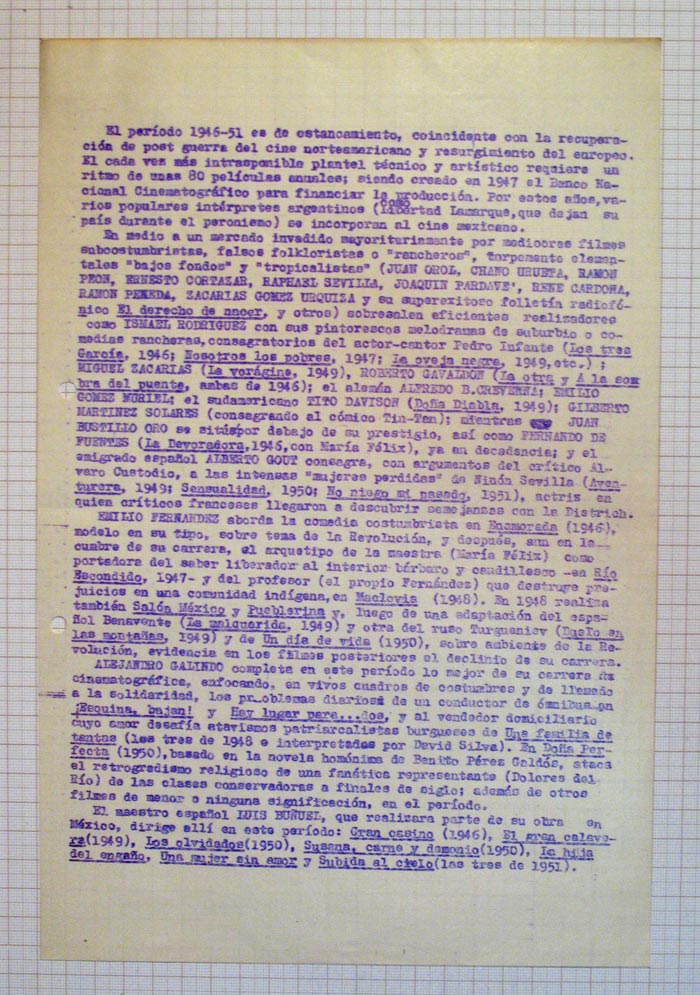 El período 1946-51 es de estancamiento, coincidente con la recupera-
ción de post guerra del cine norteamericano y resurgimiento del europeo.
El cada vez más intrasponible plantel técnico y artístico requiere un
ritmo de unas 80 películas anuales; siendo creado en 1947 el Banco Na-
cional Cinematográfico para financiar la producción. Por estos años, va-
rios populares intérpretes argentinos (como Libertad Lamarque, que dejan su
país durante el peronismo) se incorporan al cine mexicano.
En medio a un mercado invadido mayoritariamente por mediocres filmes
subcostumbristas, falsos folkloristas o "rancheros", torpemente elemen-
tales "bajos fondos" y "tropicalistas" (JUAN OROL, CHANO URUETA, RAMON
PEON, ERNESTO CORTAZAR, RAPHAEL SEVILLA, JOAQUIN PARDAVE', RENE CARDONA,
RAMON PEREDA, ZACARIAS GOMEZ URQUIZA y su superexitoso folletín radiofó-
nico El derecho de nacer, y otros) sobresalen eficientes realizadores
como ISMAEL RODRIGUEZ con sus pintorescos melodramas de suburbio o co-
medias rancheras, consagratorios del actor-cantor Pedro Infante (Los tres
García, 1946; Nosotros los pobres, 1947; La oveja negra, 1949, etc.) ;
MIGUEL ZACARIAS (La vorágine, 1949), ROBERTO GAVALDON (La otra y A la som
bra del puente, ambas de 1946); el alemán ALFREDO B. CREVENNA; EMILIO
GOMEZ MURIEL; el sudamericano TITO DAVISON (Doña Diabla, 1949); GILBERTO
MARTINEZ SOLARES (consagrando al cómico Tin-Tan); mientras JUAN
BUSTILLO ORO se sitúa por debajo de su prestigio, así como FERNANDO DE
FUENTES (La Devoradora, 1946, con María Félix), ya en decadencia; y el
emigrado español ALBERTO GOUT consagra, con argumentos del crítico Al-
varo Custodio, a las intensas "mujeres perdidas" de Ninón Sevilla (Aven-
turera, 1949; Sensualidad, 1950; No niego mi pasado, 1951), actriz en
quien críticos franceses llegaron a descubrir semejanzas con la Dietrich.
EMILIO FERNANDEZ aborda la comedia costumbrista en Enamorada (1946),
modelo en su tipo, sobre tema de la Revolución, y después, aun en la
cumbre de su carrera, el arquetipo de la maestra (María Félix) como
portadora del saber liberador al interior bárbaro y caudillesco -en Río
Escondido, 1947- y del profesor (el propio Fernández) que destruye pre-
juicios en una comunidad indígena, en Maclovia (1948). En 1948 realiza
también Salón México y Pueblerina y, luego de una adaptación del espa-
ñol Benavente (La malquerida, 1949) y otra del ruso Turgueniev (Duelo en
las montañas, 1949) y de Un día de vida (1950), sobre ambiente de la Re-
volución, evidencia en los filmes posteriores el declinio de su carrera.
ALEJANDRO GALINDO completa en este período lo mejor de su carrera
cinematográfica, enfocando, en vivos cuadros de costumbres y de llamado
a la solidaridad, los problemas diarios de un conductor de ómnibus en
¡Esquina, bajan! y Hay lugar para...dos, y al vendedor domiciliario
cuyo amor desafía atavismos patriarcalistas burgueses de Una familia de
tantas (las tres de 1948 e interpretadas por David Silva). En Doña Per-
fecta (1950), basado en la novela homónima de Benito Pérez Galdós, ataca
el retrogradismo religioso de una fanática representante (Dolores del
Río) de las clases conservadoras a finales de siglo; además de otros
filmes de menor o ninguna significación, en el período.
El maestro español LUIS BUÑUEL, que realizara parte de su obra en
México, dirige allí en este período: Gran casino (1946), El gran calave-
ra(1949), Los olvidados(1950), Susana, carne y demonio(1950), La hija
del engaño, Una mujer sin amor y Subida al cielo(las tres de 1951).